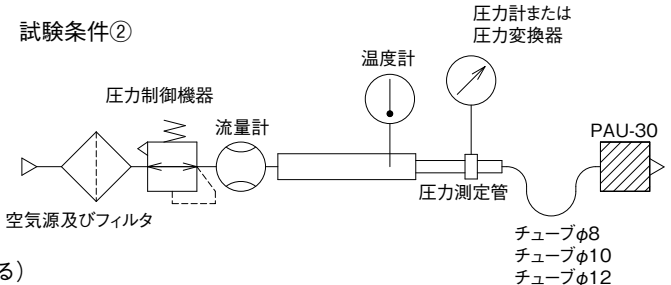 試験条件②
圧力計または
圧力変換器
温度計
圧力制御機器
流量計
PAU-30
圧力測定管
空気源及びフィルタ
チューブφ8
チューブφ10
チューブφ12
る）